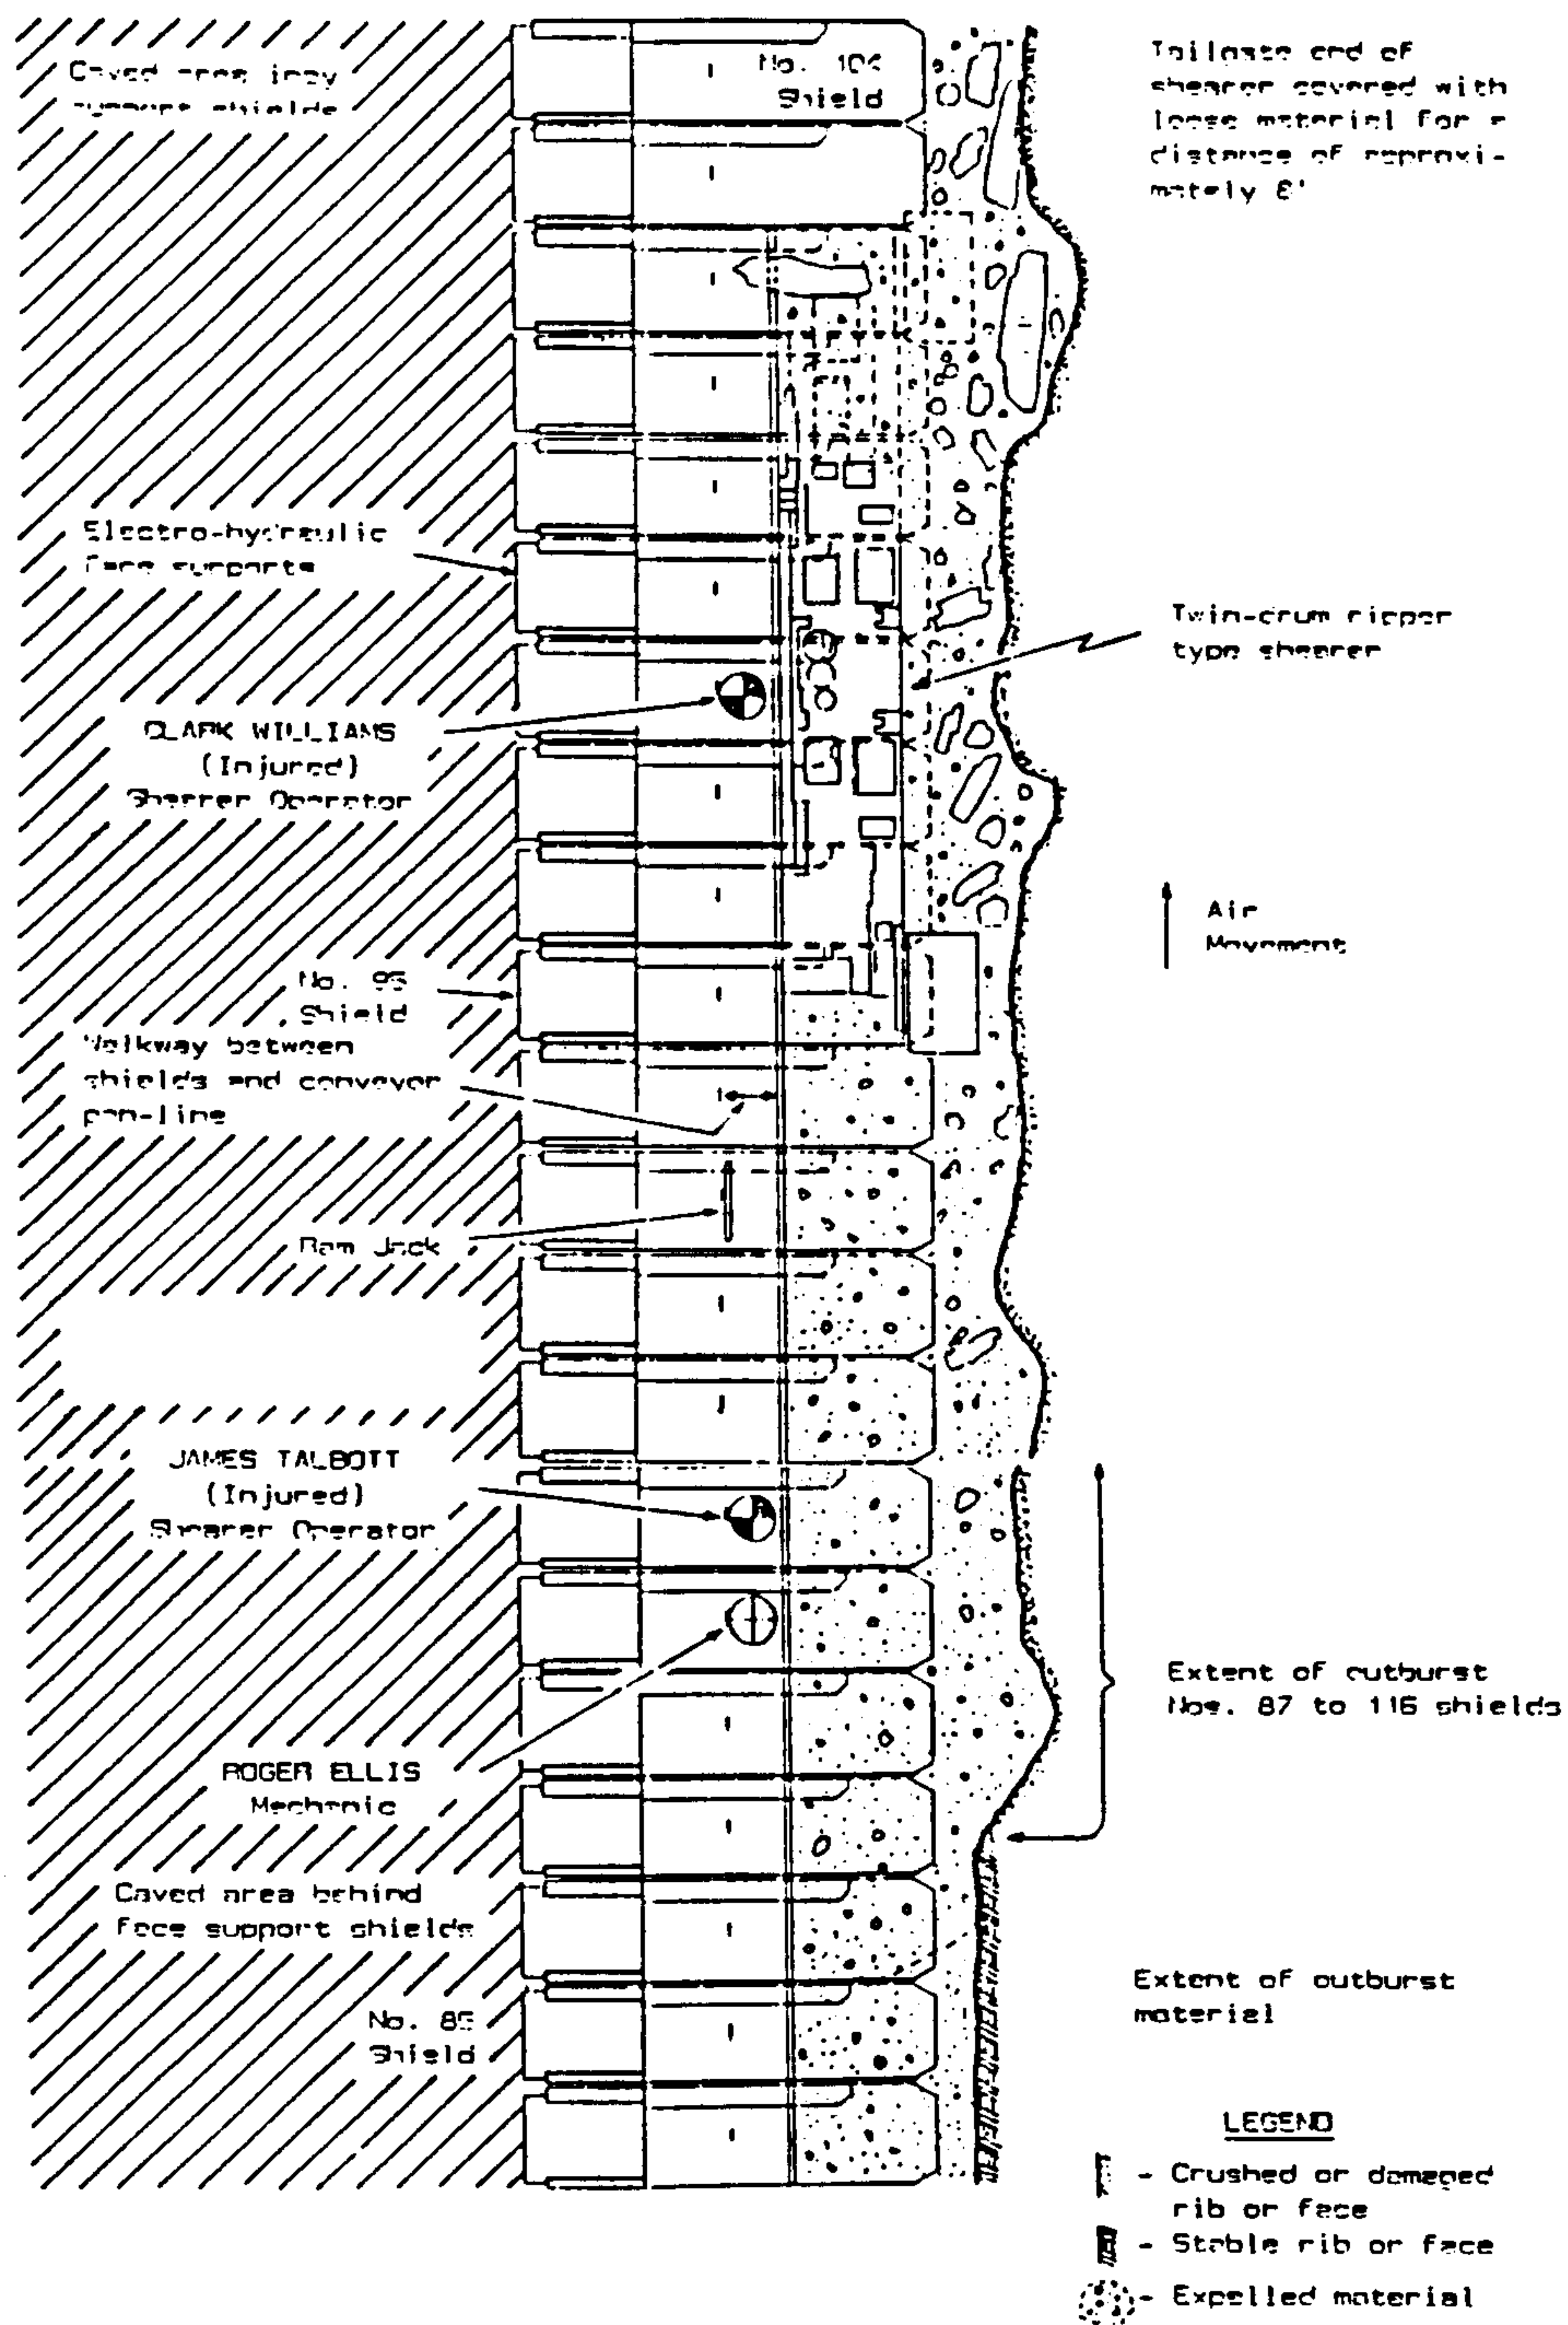 Caved area
support shields
No. 104
Shield
Tailgate end of
shearer covered with
loose material for a
distance of approxi-
mately 8'
Electro-hydraulic
face supports
Twin-drum ripper
type shearer
CLARK WILLIAMS
(Injured)
Shearer Operator
Air
Movement
No. 95
Shield
Walkway between
shields and conveyor
pan-line
Ram Jack
JAMES TALBOTT
(Injured)
Shearer Operator
Extent of outburst
Nos. 87 to 116 shields
ROGER ELLIS
Mechanic
Caved area behind
face support shields
Extent of outburst
material
No. 85
Shield
LEGEND
- Crushed or damaged
rib or face
- Stable rib or face
- Expelled material